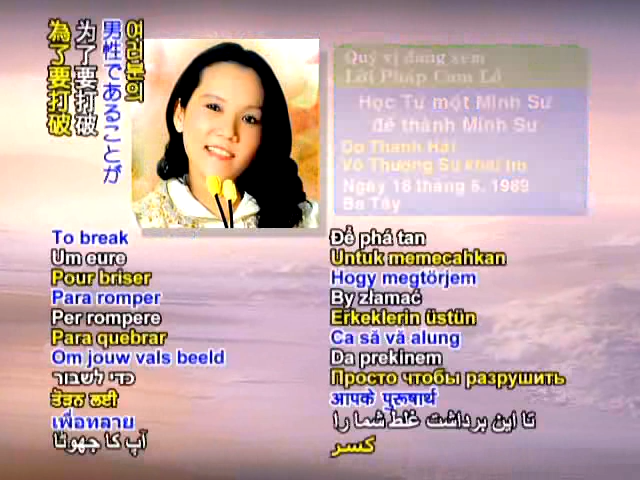 為了要打破
为了要打破
男性であることが
여러분이
Quý vị đang xem
Lời Pháp Cam Lồ
Học Từ một Minh Sư
để thành Minh Sư
Do Thanh Hải
Vô Thượng Sư khai thị
Ngày 18 tháng 6, 1989
Ba Tây
To break
Um eure
Pour briser
Para romper
Per rompere
Para quebrar
Om jouw vals beeld
כדי לשבור
ਤੋੜਨ ਲਈ
เพื่อทลาย
آپ کا جھوٹا
Để phá tan
Untuk memecahkan
Hogy megtörjem
By złamać
Erkeklerin üstün
Ca să vă alung
Da prekinem
Просто чтобы разрушить
आपके पुरूषार्थ
تا این برداشت غلط شما را
كسر